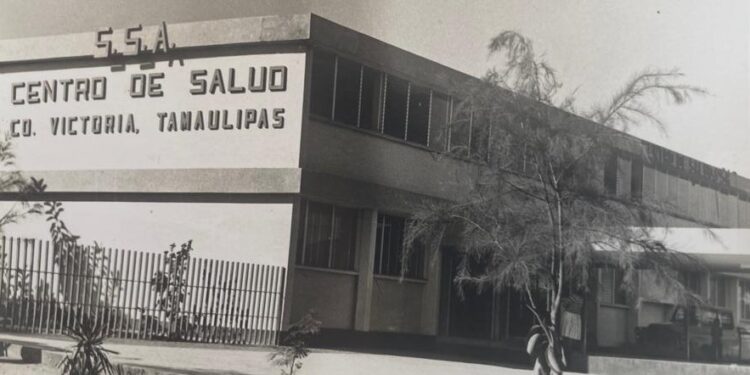 S.S.A.
CENTRO DE SALUD
CD. VICTORIA, TAMAULIPAS